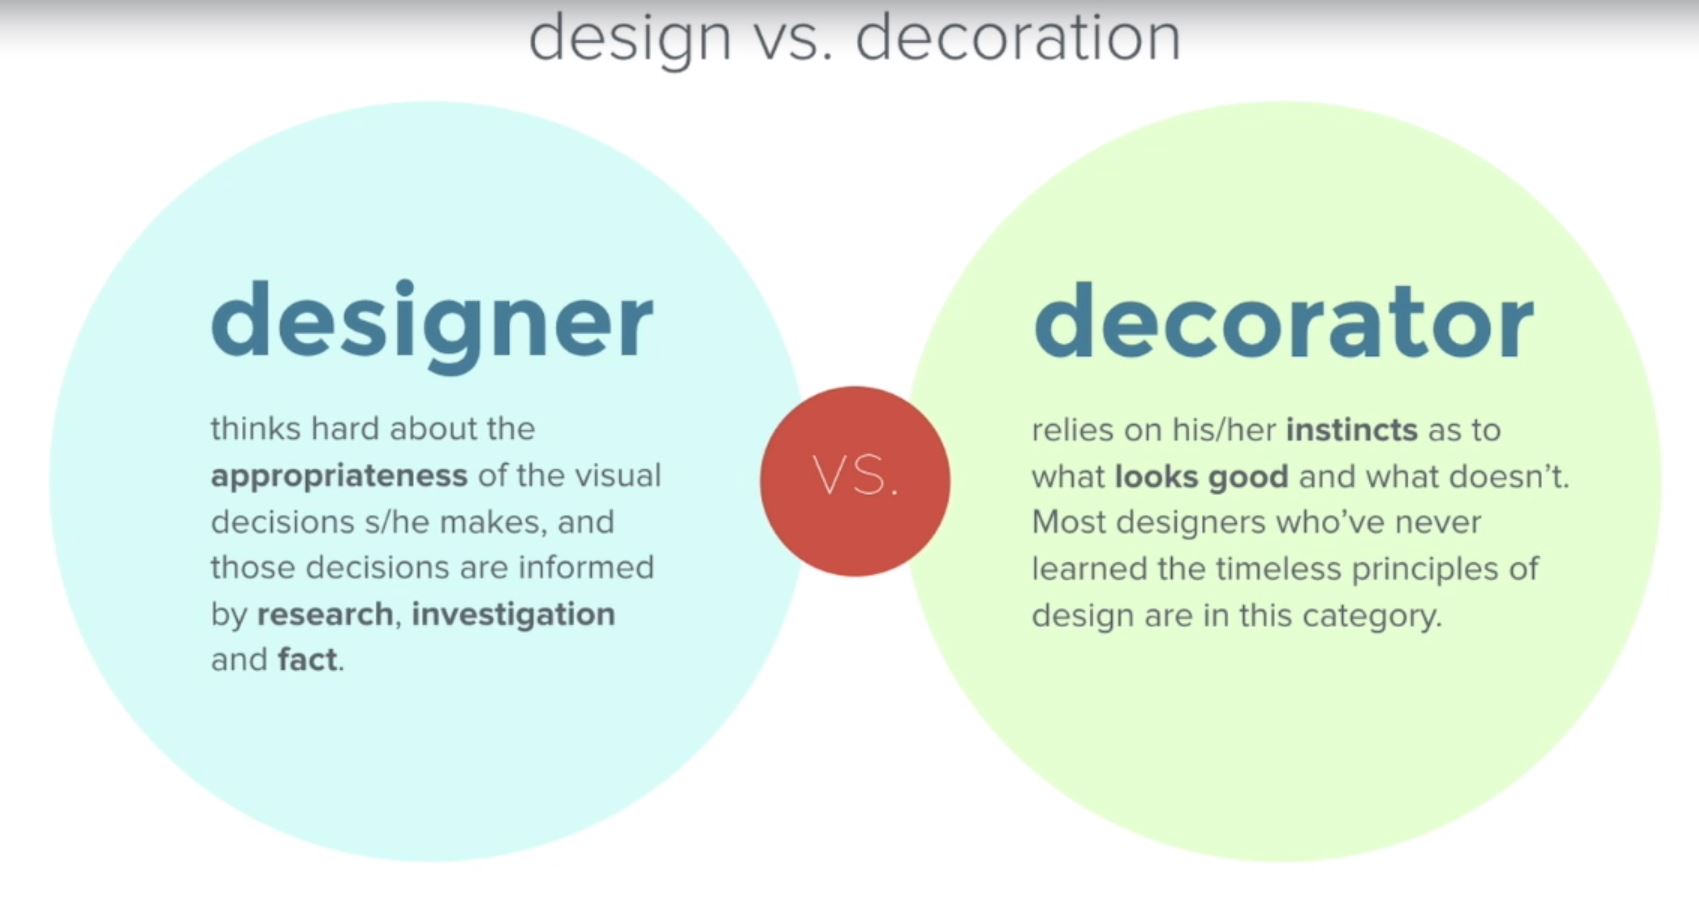 design vs. decoration
designer
thinks hard about the
appropriateness of the visual
decisions s/he makes, and
those decisions are informed
by research, investigation
and fact.
VS.
decorator
relies on his/her instincts as to
what looks good and what doesn’t.
Most designers who’ve never
learned the timeless principles of
design are in this category.